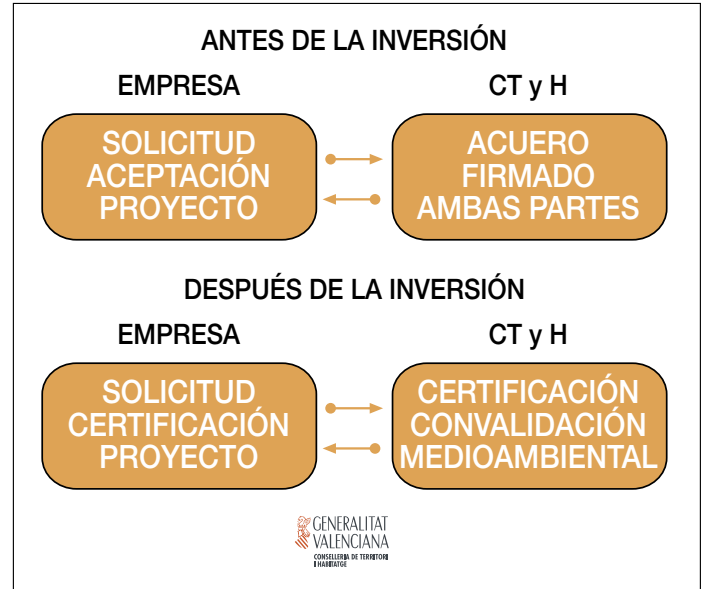 ANTES DE LA INVERSIÓN
EMPRESA
CT y H
SOLICITUD
ACEPTACIÓN
PROYECTO
ACUERO
FIRMADO
AMBAS PARTES
DESPUÉS DE LA INVERSIÓN
EMPRESA
CT y H
SOLICITUD
CERTIFICACIÓN
PROYECTO
CERTIFICACIÓN
CONVALIDACIÓN
MEDIOAMBIENTAL
GENERALITAT
VALENCIANA
CONSELLERIA DE TERRITORI
I HABITATGE